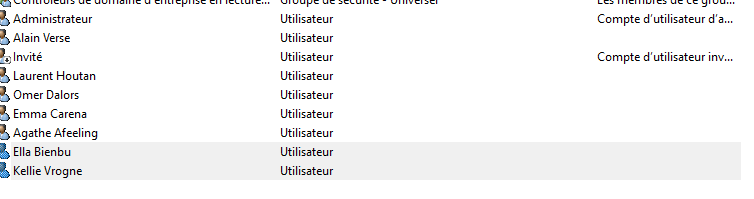 Contrôleurs de domaine d'entreprise en lecture... Groupe de sécurité - Universel Les membres de ce grou...
Administrateur Utilisateur Compte d'utilisateur d'a...
Alain Verse Utilisateur
Invité Utilisateur Compte d'utilisateur inv...
Laurent Houtan Utilisateur
Omer Dalors Utilisateur
Emma Carena Utilisateur
Agathe Afeeling Utilisateur
Ella Bienbu Utilisateur
Kellie Vrogne Utilisateur